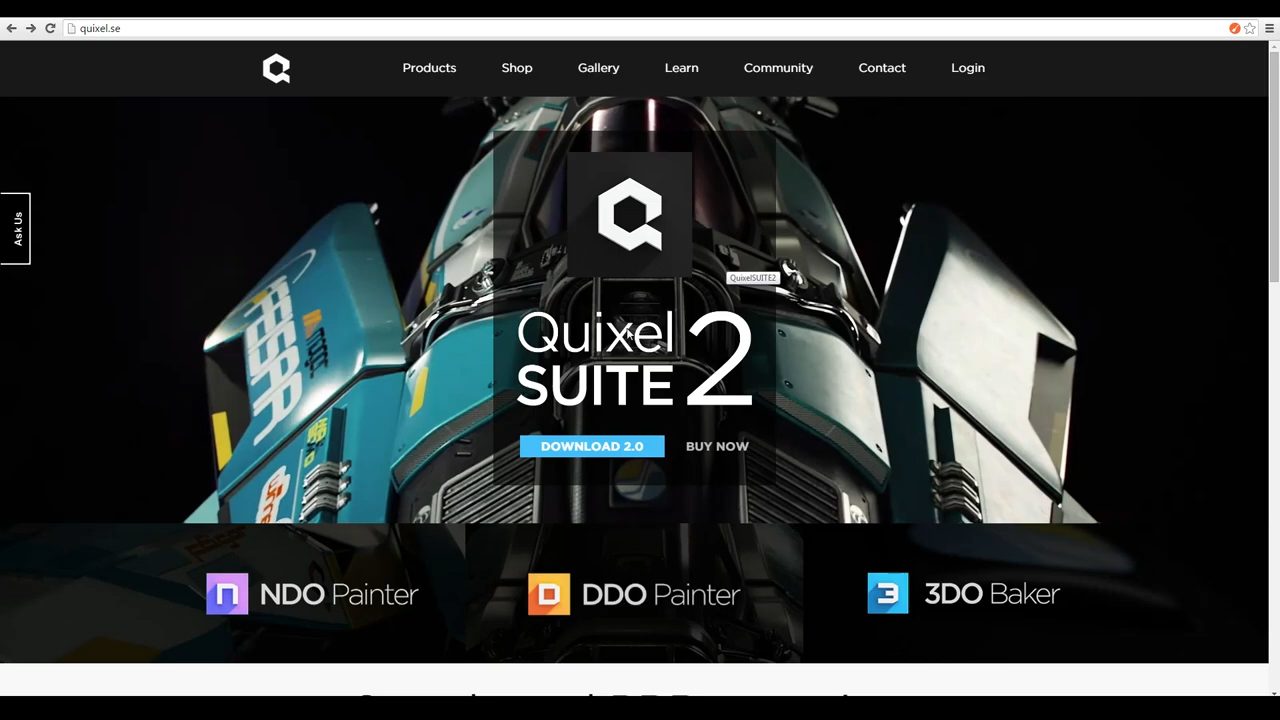 quixel.se
Products Shop Gallery Learn Community Contact Login
Ask Us
QuixelSUITE2
Quixel
SUITE 2
DOWNLOAD 2.0 BUY NOW
NDO Painter DDO Painter 3DO Baker